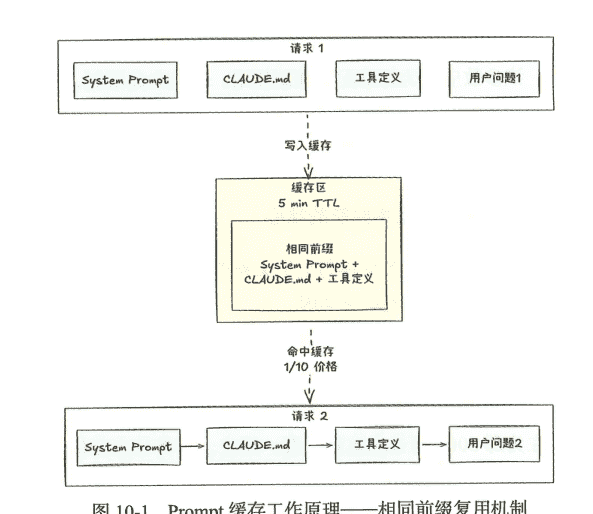 请求 1
System Prompt
CLAUDE.md
工具定义
用户问题1
写入缓存
缓存区
5 min TTL
相同前缀
System Prompt +
CLAUDE.md + 工具定义
命中缓存
1/10 价格
请求 2
System Prompt
CLAUDE.md
工具定义
用户问题2
图 10-1 Prompt 缓存工作原理——相同前缀复用机制